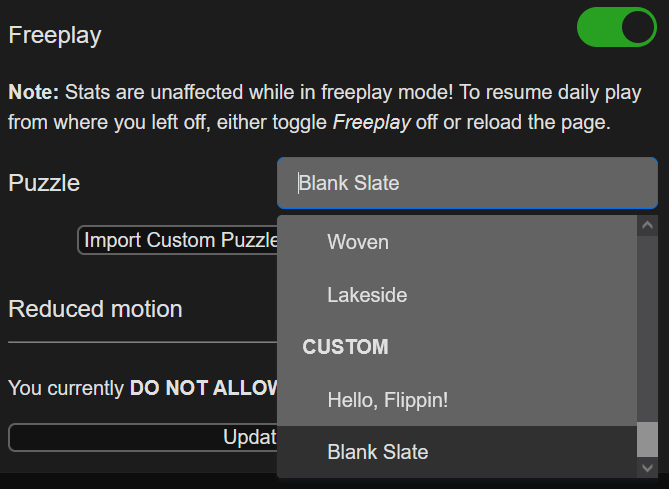 Freeplay
Note: Stats are unaffected while in freeplay mode! To resume daily play
from where you left off, either toggle Freeplay off or reload the page.
Puzzle
Blank Slate
Woven
Import Custom Puzzle
Lakeside
Reduced motion
CUSTOM
You currently DO NOT ALLOW
Hello, Flippin!
Updat
Blank Slate